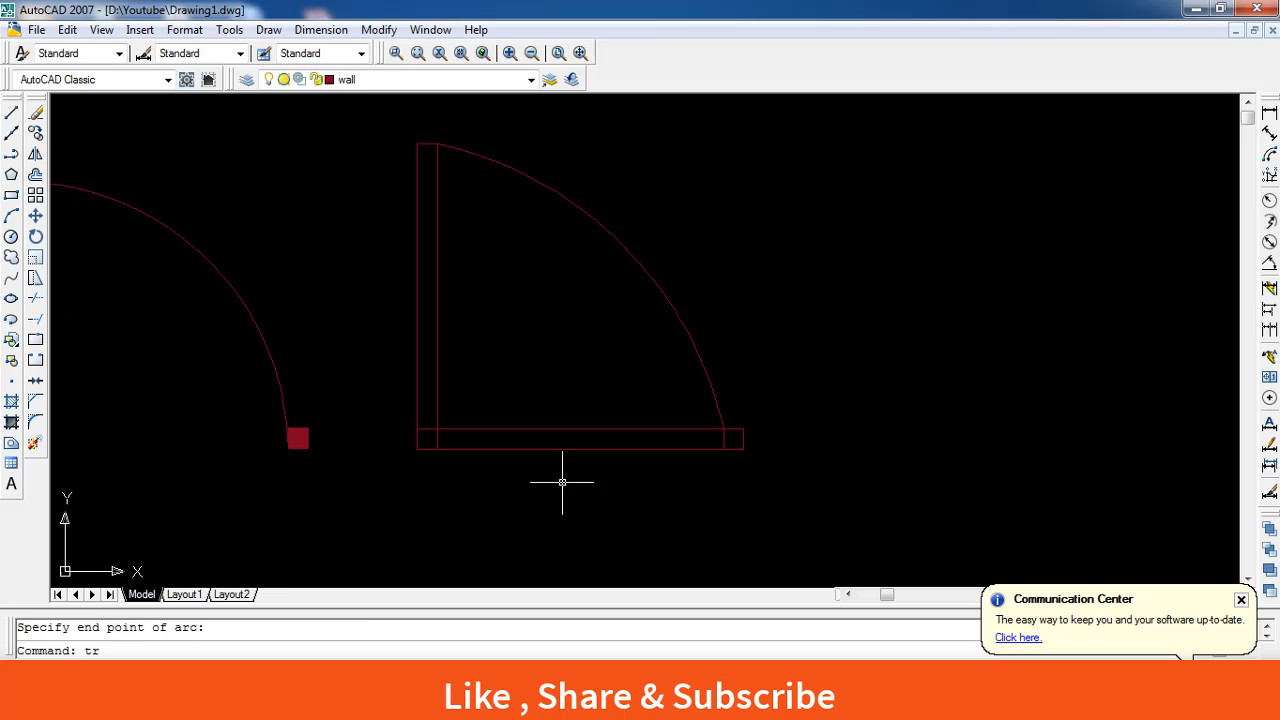 AutoCAD 2007 - [D:\Youtube\Drawing1.dwg]
File Edit View Insert Format Tools Draw Dimension Modify Window Help
Standard Standard Standard
AutoCAD Classic wall
A
Y
X
Model Layout1 Layout2
Communication Center
The easy way to keep you and your software up-to-date.
Click here.
Specify end point of arc:
Command: tr
Like , Share & Subscribe